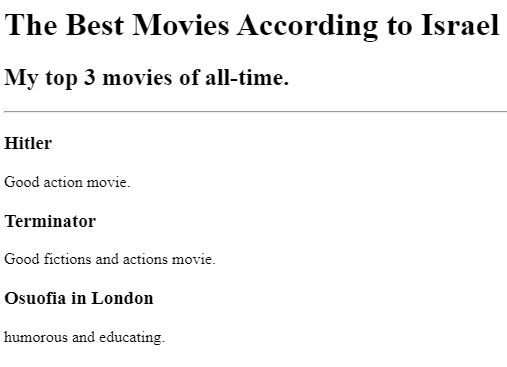 The Best Movies According to Israel
My top 3 movies of all-time.
Hitler
Good action movie.
Terminator
Good fictions and actions movie.
Osuofia in London
humorous and educating.